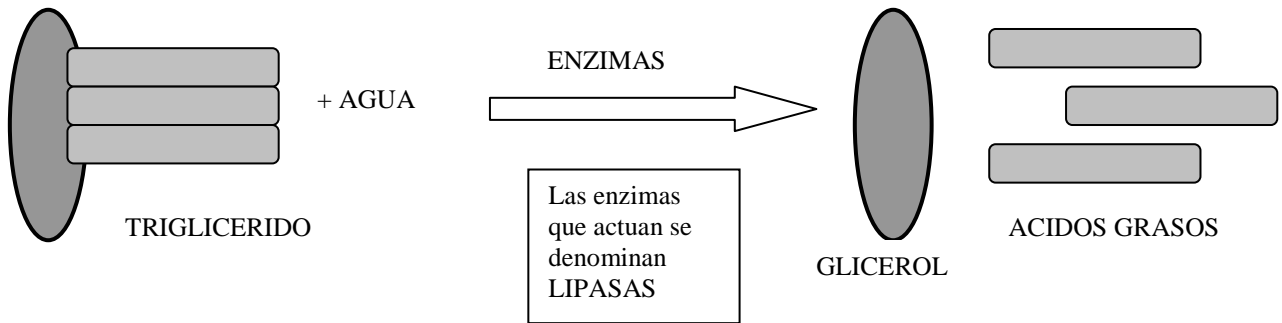 ENZIMAS
+ AGUA
Las enzimas
que actuan se
denominan
LIPASAS
TRIGLICERIDO
ACIDOS GRASOS
GLICEROL